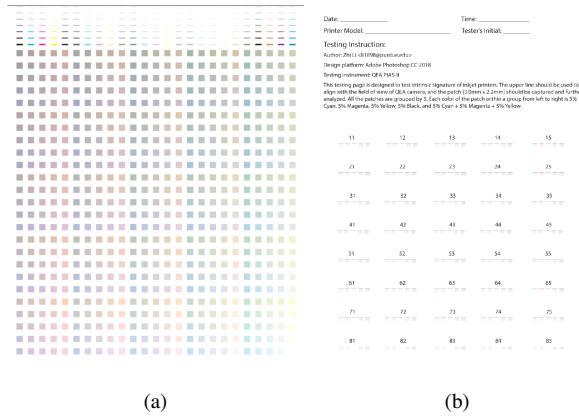 Date: _______________ Time: _______________
Printer Model: _______________ Tester's Initial: _______________
Testing Instruction:
Design platform: Adobe Photoshop CC 2018
Testing instrument: QEA PIAS-II
This testing page is designed to test intrinsic signature of inkjet printers. The upper line should be used to
align with the field of view of QEA camera, and the patch (3.0mm x 2.2mm) should be captured and furthe
analyzed. All the patches are grouped by 5. Each color of the patch within a group from left to right is 5%
Cyan, 5% Magenta, 5% Yellow, 5% Black, and 5% Cyan + 5% Magenta + 5% Yellow.
11 12 13 14 15
21 22 23 24 25
31 32 33 34 35
41 42 43 44 45
51 52 53 54 55
61 62 63 64 65
71 72 73 74 75
81 82 83 84 85
(a) (b)